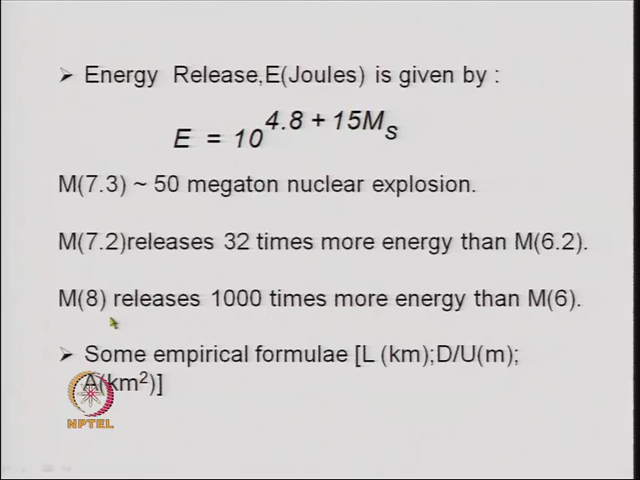 ➢ Energy Release,E(Joules) is given by :
E = 10^{4.8 + 15M_S}
M(7.3) ~ 50 megaton nuclear explosion.
M(7.2)releases 32 times more energy than M(6.2).
M(8) releases 1000 times more energy than M(6).
➢ Some empirical formulae [L (km);D/U(m);
A(km²)]
NPTEL